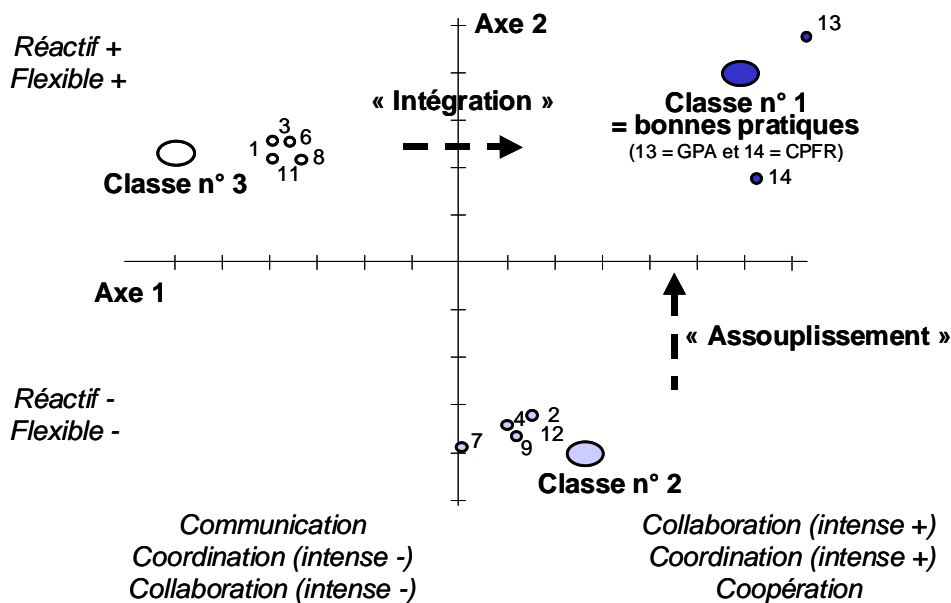 Axe 2
13
Réactif +
Flexible +
« Intégration »
Classe n° 1
= bonnes pratiques
(13 = GPA et 14 = CPFR)
3
6
1
8
11
Classe n° 3
14
Axe 1
« Assouplissement »
Réactif -
Flexible -
4
2
7
9
12
Classe n° 2
Communication
Coordination (intense -)
Collaboration (intense -)
Collaboration (intense +)
Coordination (intense +)
Coopération